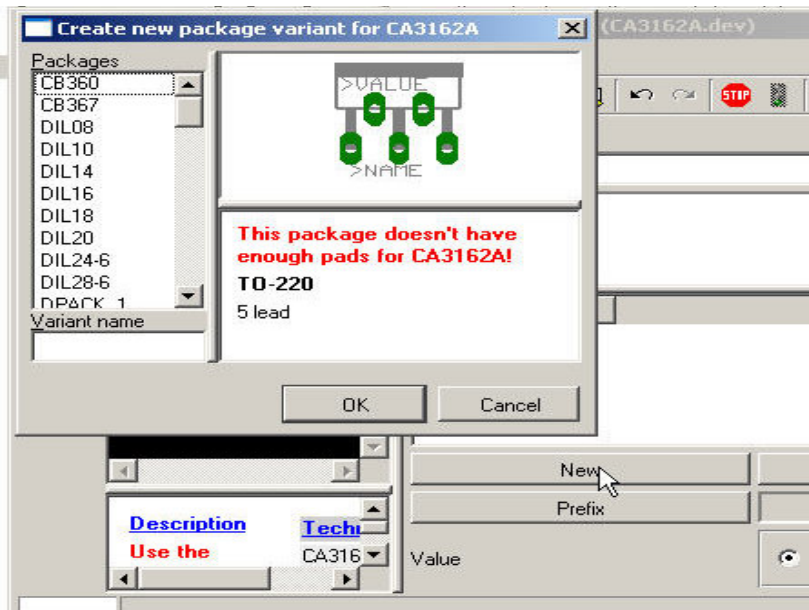 Create new package variant for CA3162A
(CA3162A.dev)
Packages
CB360
CB367
DIL08
DIL10
DIL14
DIL16
DIL18
DIL20
DIL24-6
DIL28-6
DPACK_1
Variant name
>VALUE
>NAME
This package doesn't have
enough pads for CA3162A!
TO-220
5 lead
OK
Cancel
STOP
New
Prefix
Value
Description
Use the
CA316